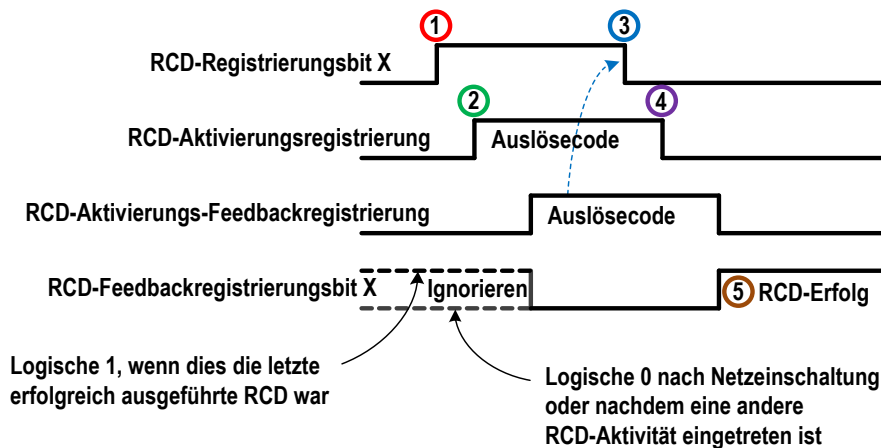 1
3
RCD-Registrierungsbit X
2
4
RCD-Aktivierungsregistrierung
Auslösecode
RCD-Aktivierungs-Feedbackregistrierung
Auslösecode
RCD-Feedbackregistrierungsbit X
Ignorieren
5
RCD-Erfolg
Logische 1, wenn dies die letzte
erfolgreich ausgeführte RCD war
Logische 0 nach Netzeinschaltung
oder nachdem eine andere
RCD-Aktivität eingetreten ist